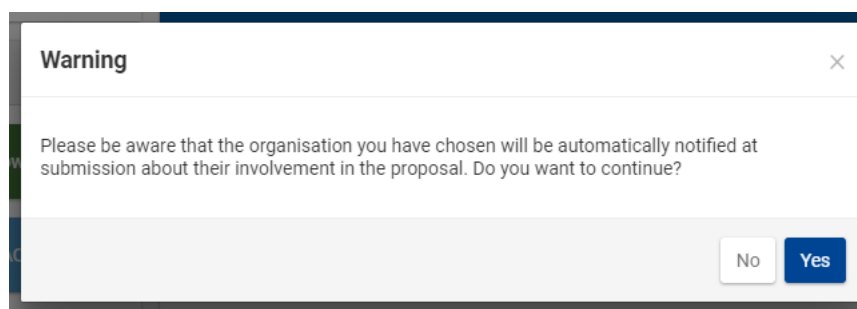 Warning
Please be aware that the organisation you have chosen will be automatically notified at
submission about their involvement in the proposal. Do you want to continue?
No
Yes